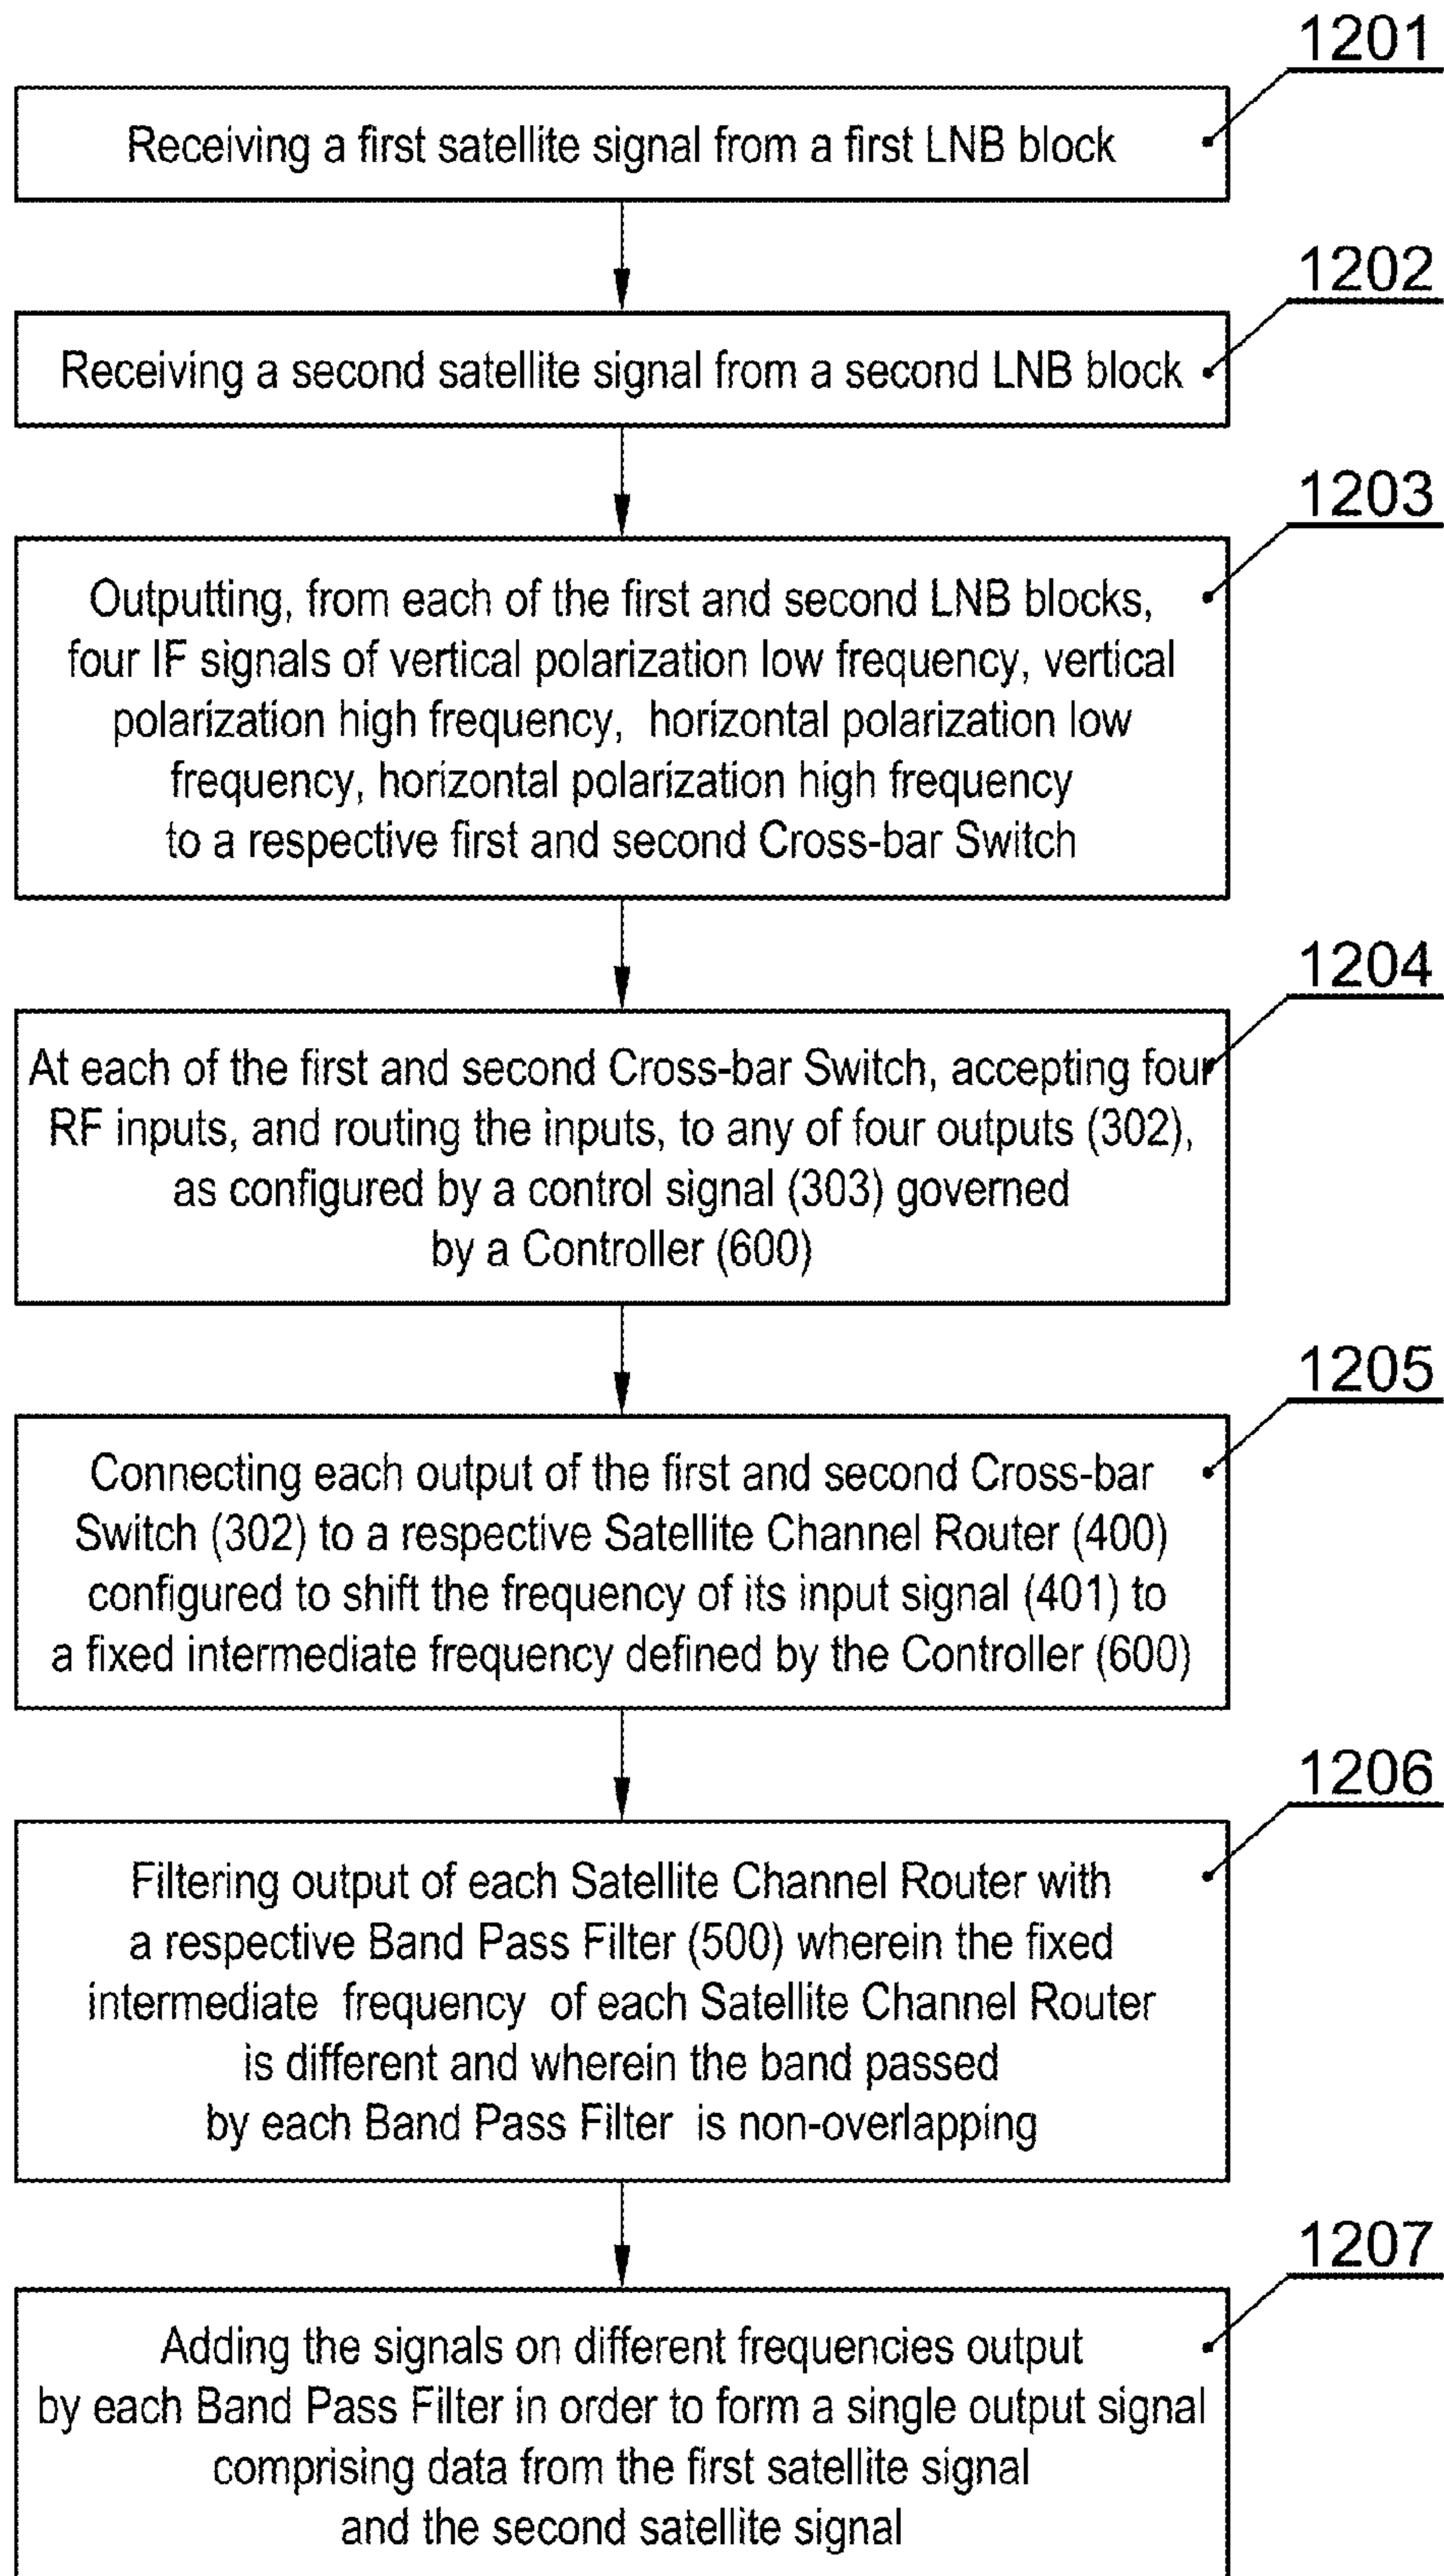 1201
Receiving a first satellite signal from a first LNB block
1202
Receiving a second satellite signal from a second LNB block
1203
Outputting, from each of the first and second LNB blocks,
four IF signals of vertical polarization low frequency, vertical
polarization high frequency, horizontal polarization low
frequency, horizontal polarization high frequency
to a respective first and second Cross-bar Switch
1204
At each of the first and second Cross-bar Switch, accepting four
RF inputs, and routing the inputs, to any of four outputs (302),
as configured by a control signal (303) governed
by a Controller (600)
1205
Connecting each output of the first and second Cross-bar
Switch (302) to a respective Satellite Channel Router (400)
configured to shift the frequency of its input signal (401) to
a fixed intermediate frequency defined by the Controller (600)
1206
Filtering output of each Satellite Channel Router with
a respective Band Pass Filter (500) wherein the fixed
intermediate frequency of each Satellite Channel Router
is different and wherein the band passed
by each Band Pass Filter is non-overlapping
1207
Adding the signals on different frequencies output
by each Band Pass Filter in order to form a single output signal
comprising data from the first satellite signal
and the second satellite signal